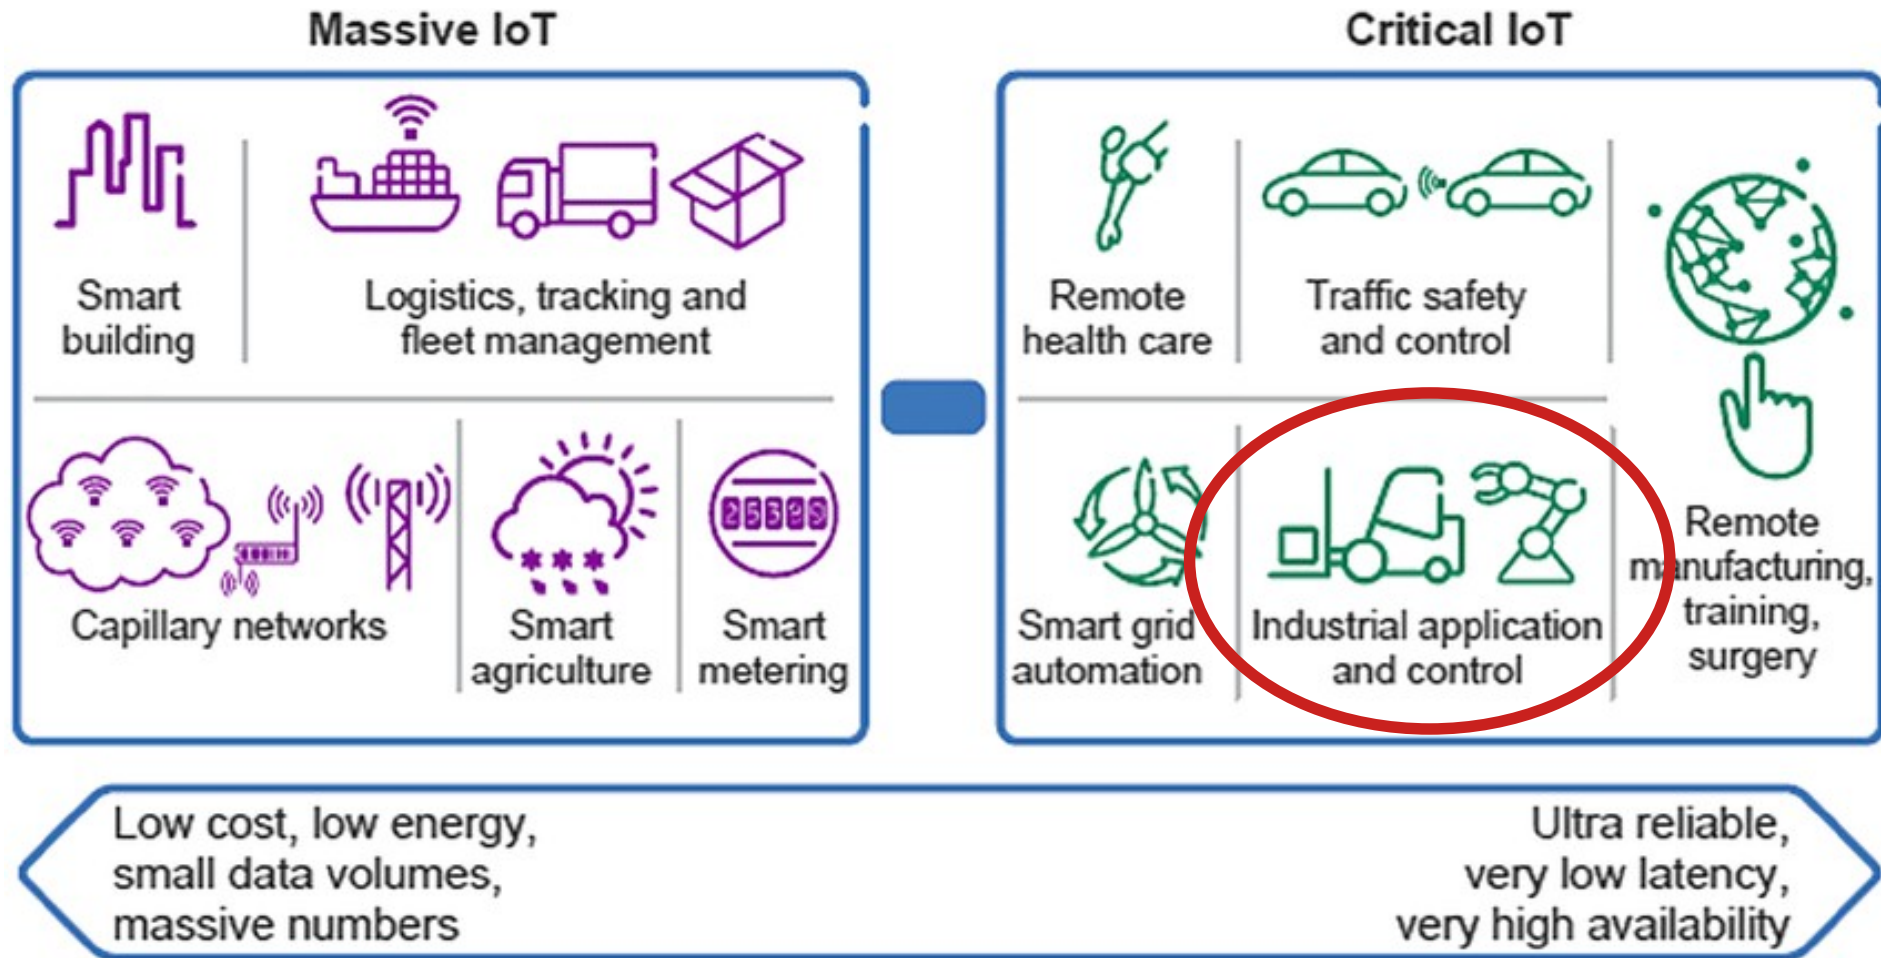 Massive IoT
Smart
building
Logistics, tracking and
fleet management
Capillary networks
Smart
agriculture
25389
Smart
metering
Critical IoT
Remote
health care
Traffic safety
and control
Smart grid
automation
Industrial application
and control
Remote
manufacturing,
training,
surgery
Low cost, low energy,
small data volumes,
massive numbers
Ultra reliable,
very low latency,
very high availability